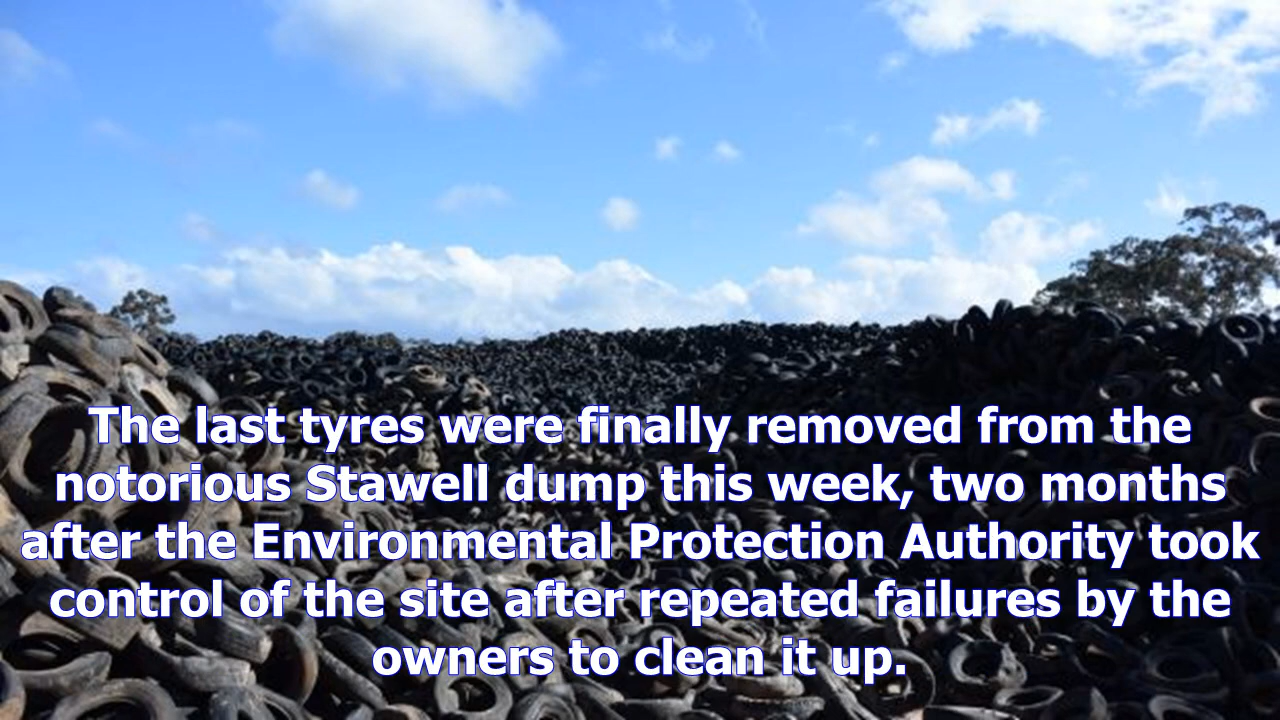 The last tyres were finally removed from the
notorious Stawell dump this week, two months
after the Environmental Protection Authority took
control of the site after repeated failures by the
owners to clean it up.